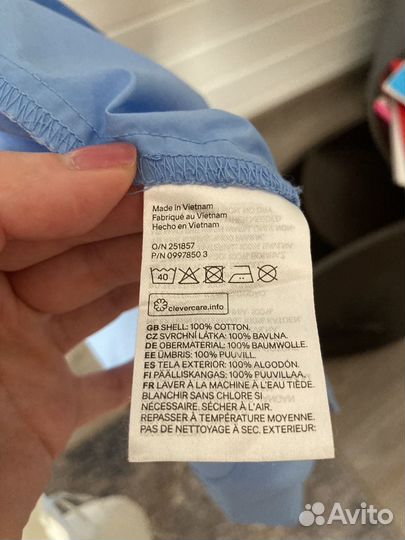 Made in Vietnam
Fabriqué au Vietnam
Hecho en Vietnam
O/N 251857
P/N 0997850 3
40
clevercare.info
GB SHELL: 100% COTTON.
CZ SVRCHNÍ LÁTKA: 100% BAVLNA.
DE OBERMATERIAL: 100% BAUMWOLLE.
EE ÜMBRIS: 100% PUUVILL.
ES TELA EXTERIOR: 100% ALGODÓN.
FI PÄÄLLISKANGAS: 100% PUUVILLAA.
FR LAVER À LA MACHINE À L'EAU TIÈDE.
BLANCHIR SANS CHLORE SI
NÉCESSAIRE. SÉCHER À L'AIR.
REPASSER À TEMPÉRATURE MOYENNE.
PAS DE NETTOYAGE À SEC. EXTERIEUR:
Avito